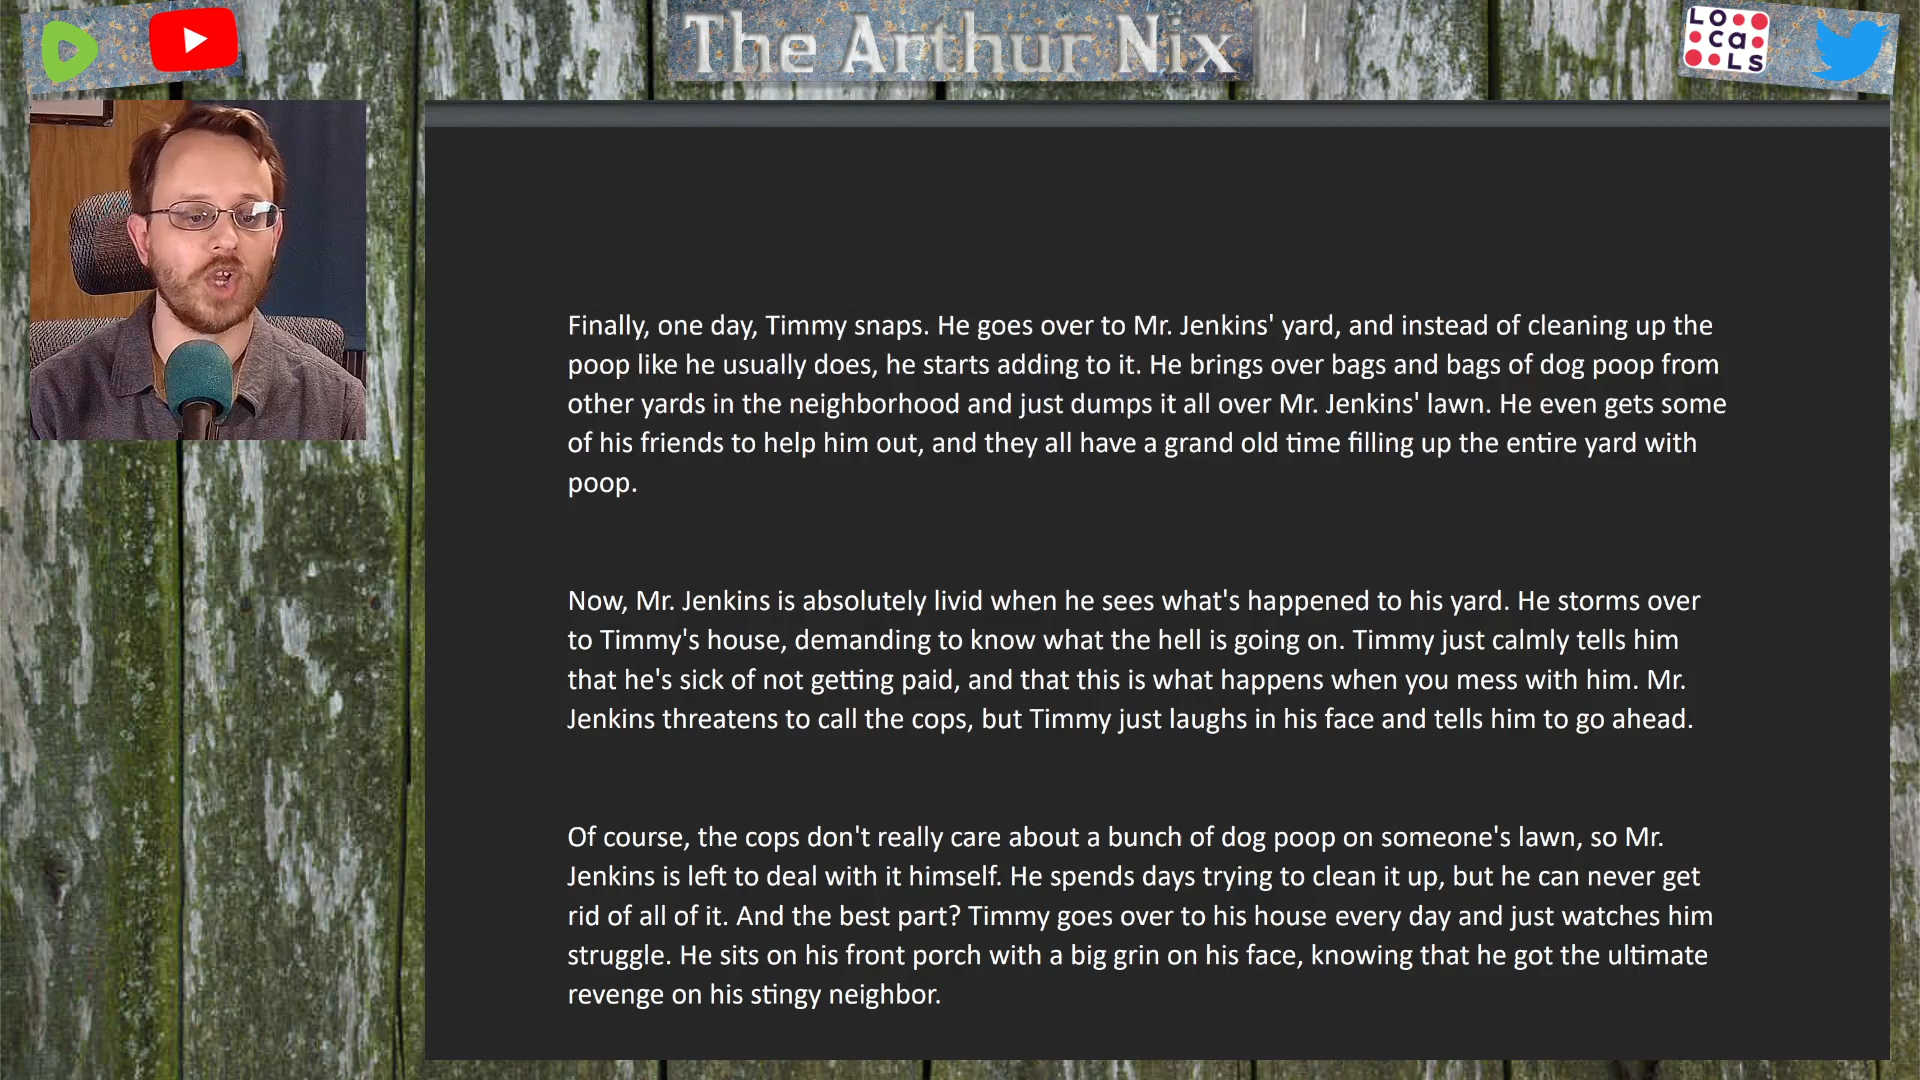 The Arthur Nix
LOcaLS
Finally, one day, Timmy snaps. He goes over to Mr. Jenkins' yard, and instead of cleaning up the
poop like he usually does, he starts adding to it. He brings over bags and bags of dog poop from
other yards in the neighborhood and just dumps it all over Mr. Jenkins' lawn. He even gets some
of his friends to help him out, and they all have a grand old time filling up the entire yard with
poop.
Now, Mr. Jenkins is absolutely livid when he sees what's happened to his yard. He storms over
to Timmy's house, demanding to know what the hell is going on. Timmy just calmly tells him
that he's sick of not getting paid, and that this is what happens when you mess with him. Mr.
Jenkins threatens to call the cops, but Timmy just laughs in his face and tells him to go ahead.
Of course, the cops don't really care about a bunch of dog poop on someone's lawn, so Mr.
Jenkins is left to deal with it himself. He spends days trying to clean it up, but he can never get
rid of all of it. And the best part? Timmy goes over to his house every day and just watches him
struggle. He sits on his front porch with a big grin on his face, knowing that he got the ultimate
revenge on his stingy neighbor.